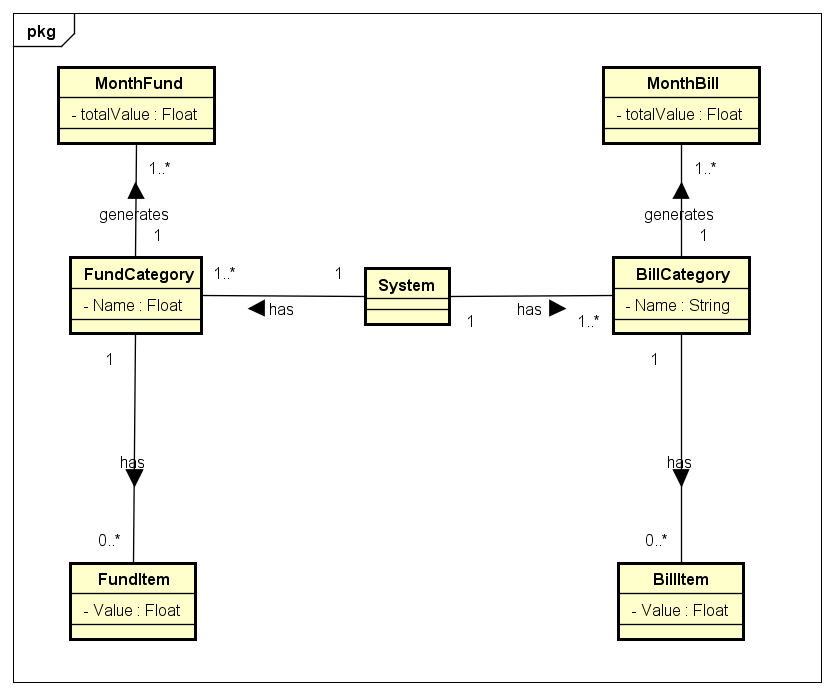 pkg
MonthFund
- totalValue : Float
MonthBill
- totalValue : Float
1..*
1..*
generates
generates
1
1
FundCategory
- Name : Float
1..*
1
System
BillCategory
- Name : String
has
has
1
1..*
1
1
has
has
0..*
0..*
FundItem
- Value : Float
BillItem
- Value : Float